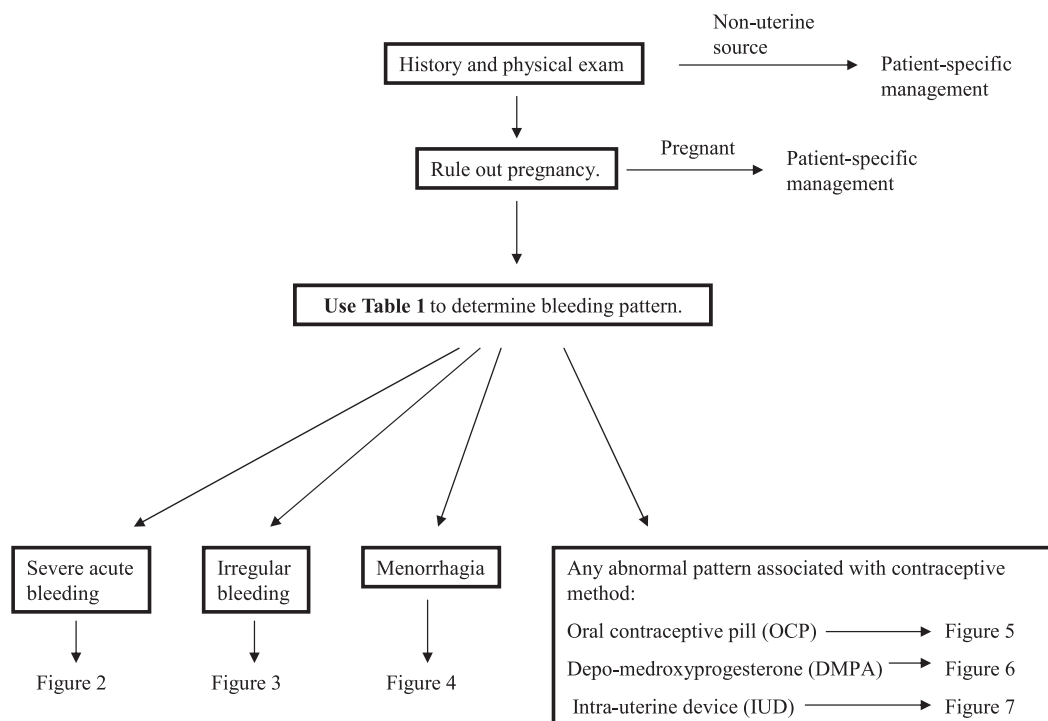 Non-uterine
source
History and physical exam
Patient-specific
management
Pregnant
Rule out pregnancy.
Patient-specific
management
Use Table 1 to determine bleeding pattern.
Severe acute
bleeding
Figure 2
Irregular
bleeding
Figure 3
Menorrhagia
Figure 4
Any abnormal pattern associated with contraceptive
method:
Oral contraceptive pill (OCP) Figure 5
Depo-medroxyprogesterone (DMPA) Figure 6
Intra-uterine device (IUD) Figure 7